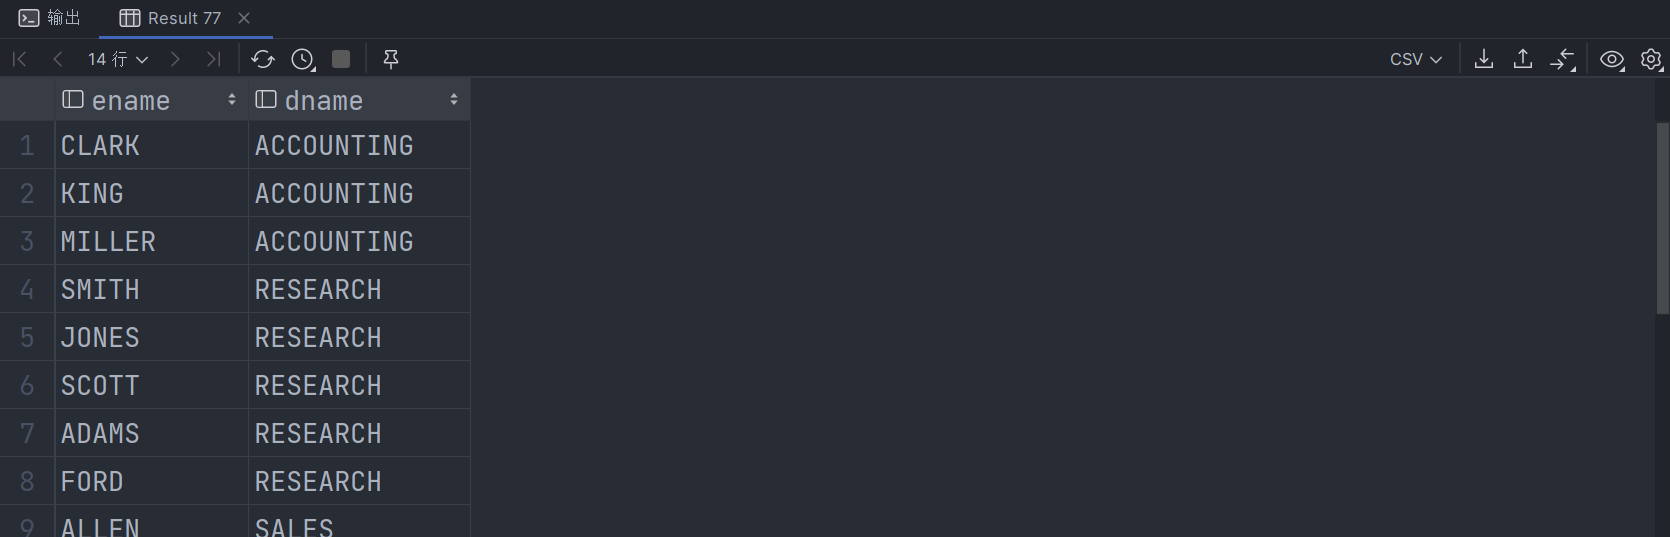 输出 Result 77
14 行 CSV
ename dname
1 CLARK ACCOUNTING
2 KING ACCOUNTING
3 MILLER ACCOUNTING
4 SMITH RESEARCH
5 JONES RESEARCH
6 SCOTT RESEARCH
7 ADAMS RESEARCH
8 FORD RESEARCH
9 ALLEN SALES